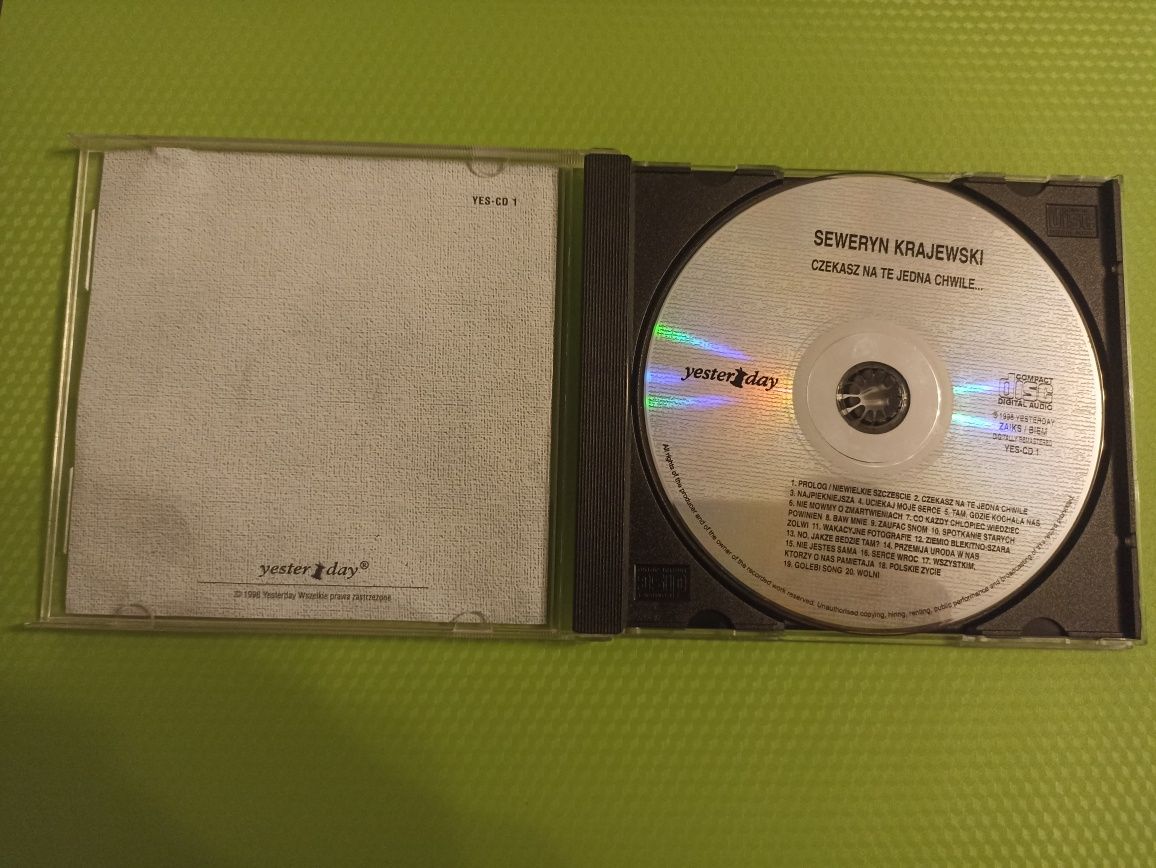 YES-CD 1
yesterday®
© 1998 Yesterday Wszelkie prawa zastrzeżone
SEWERYN KRAJEWSKI
CZEKASZ NA TE JEDNA CHWILE...
yesterday
COMPACT
disc
DIGITAL AUDIO
© 1998 YESTERDAY
ZAIKS / BIEM
DIGITALLY REMASTERED
YES-CD 1
1. PROLOG / NIEWIELKIE SZCZESCIE 2. CZEKASZ NA TE JEDNA CHWILE
3. NAJPIEKNIEJSZA 4. UCIEKAJ MOJE SERCE 5. TAM, GDZIE KOCHALA NAS
6. NIE MOWMY O ZMARTWIENIACH 7. CO KAZDY CHLOPIEC WIEDZIEC
POWINIEN 8. BAW MNIE 9. ZAUFAC SNOM 10. SPOTKANIE STARYCH
ZOLWI 11. WAKACYJNE FOTOGRAFIE 12. ZIEMIO BLEKITNO-SZARA
13. NO, JAKZE BEDZIE TAM? 14. PRZEMIJA URODA W NAS
15. NIE JESTES SAMA 16. SERCE WROC 17. WSZYSTKIM,
KTORZY O NAS PAMIETAJA 18. POLSKIE ZYCIE
19. GOLEBI SONG 20. WOLNI
All rights of the producer and of the owner of the recorded work reserved. Unauthorised copying, hiring, renting, public performance and broadcasting of this record prohibited